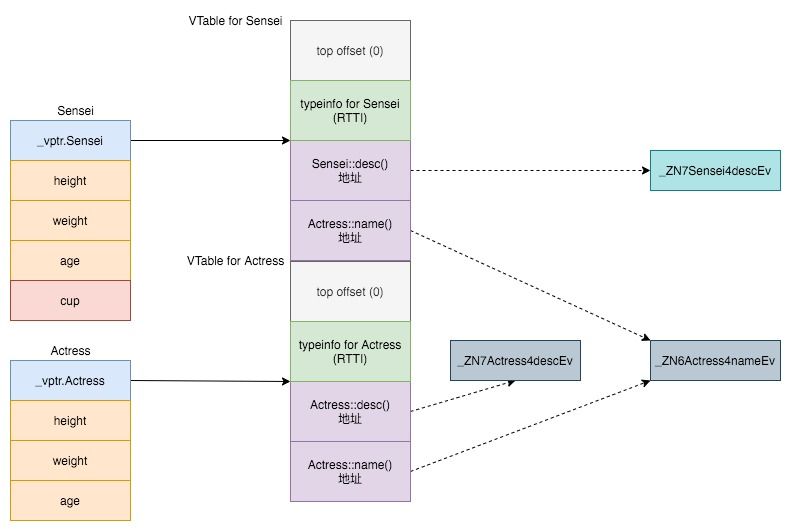 VTable for Sensei
top offset (0)
typeinfo for Sensei
(RTTI)
Sensei
_vptr.Sensei
height
weight
age
cup
Sensei::desc()
地址
Actress::name()
地址
_ZN7Sensei4descEv
VTable for Actress
top offset (0)
typeinfo for Actress
(RTTI)
Actress
_vptr.Actress
height
weight
age
Actress::desc()
地址
Actress::name()
地址
_ZN7Actress4descEv
_ZN6Actress4nameEv